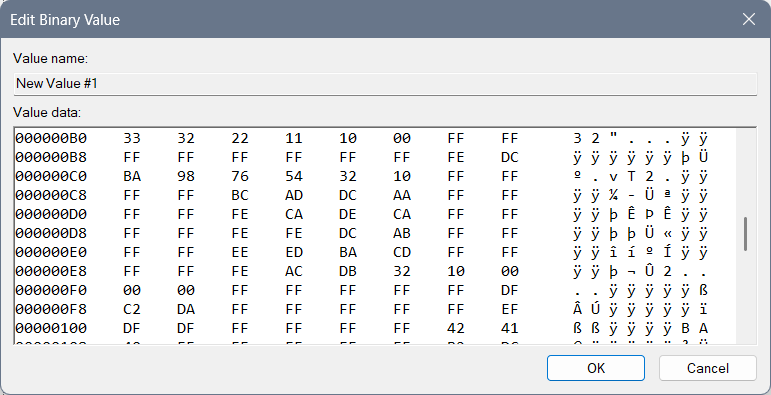 Edit Binary Value
Value name:
New Value #1
Value data:
000000B0 33 32 22 11 10 00 FF FF 3 2 " . . . ÿ ÿ
000000B8 FF FF FF FF FF FF FE DC ÿ ÿ ÿ ÿ ÿ ÿ þ Ü
000000C0 BA 98 76 54 32 10 FF FF º . v T 2 . ÿ ÿ
000000C8 FF FF BC AD DC AA FF FF ÿ ÿ ¼ - Ü ª ÿ ÿ
000000D0 FF FF FE CA DE CA FF FF ÿ ÿ þ Ê Þ Ê ÿ ÿ
000000D8 FF FF FE FE DC AB FF FF ÿ ÿ þ þ Ü « ÿ ÿ
000000E0 FF FF EE ED BA CD FF FF ÿ ÿ î í º Í ÿ ÿ
000000E8 FF FF FE AC DB 32 10 00 ÿ ÿ þ ¬ Û 2 . .
000000F0 00 00 FF FF FF FF FF DF . . ÿ ÿ ÿ ÿ ÿ ß
000000F8 C2 DA FF FF FF FF FF EF Â Ú ÿ ÿ ÿ ÿ ÿ ï
00000100 DF DF FF FF FF FF 42 41 ß ß ÿ ÿ ÿ ÿ B A
OK Cancel